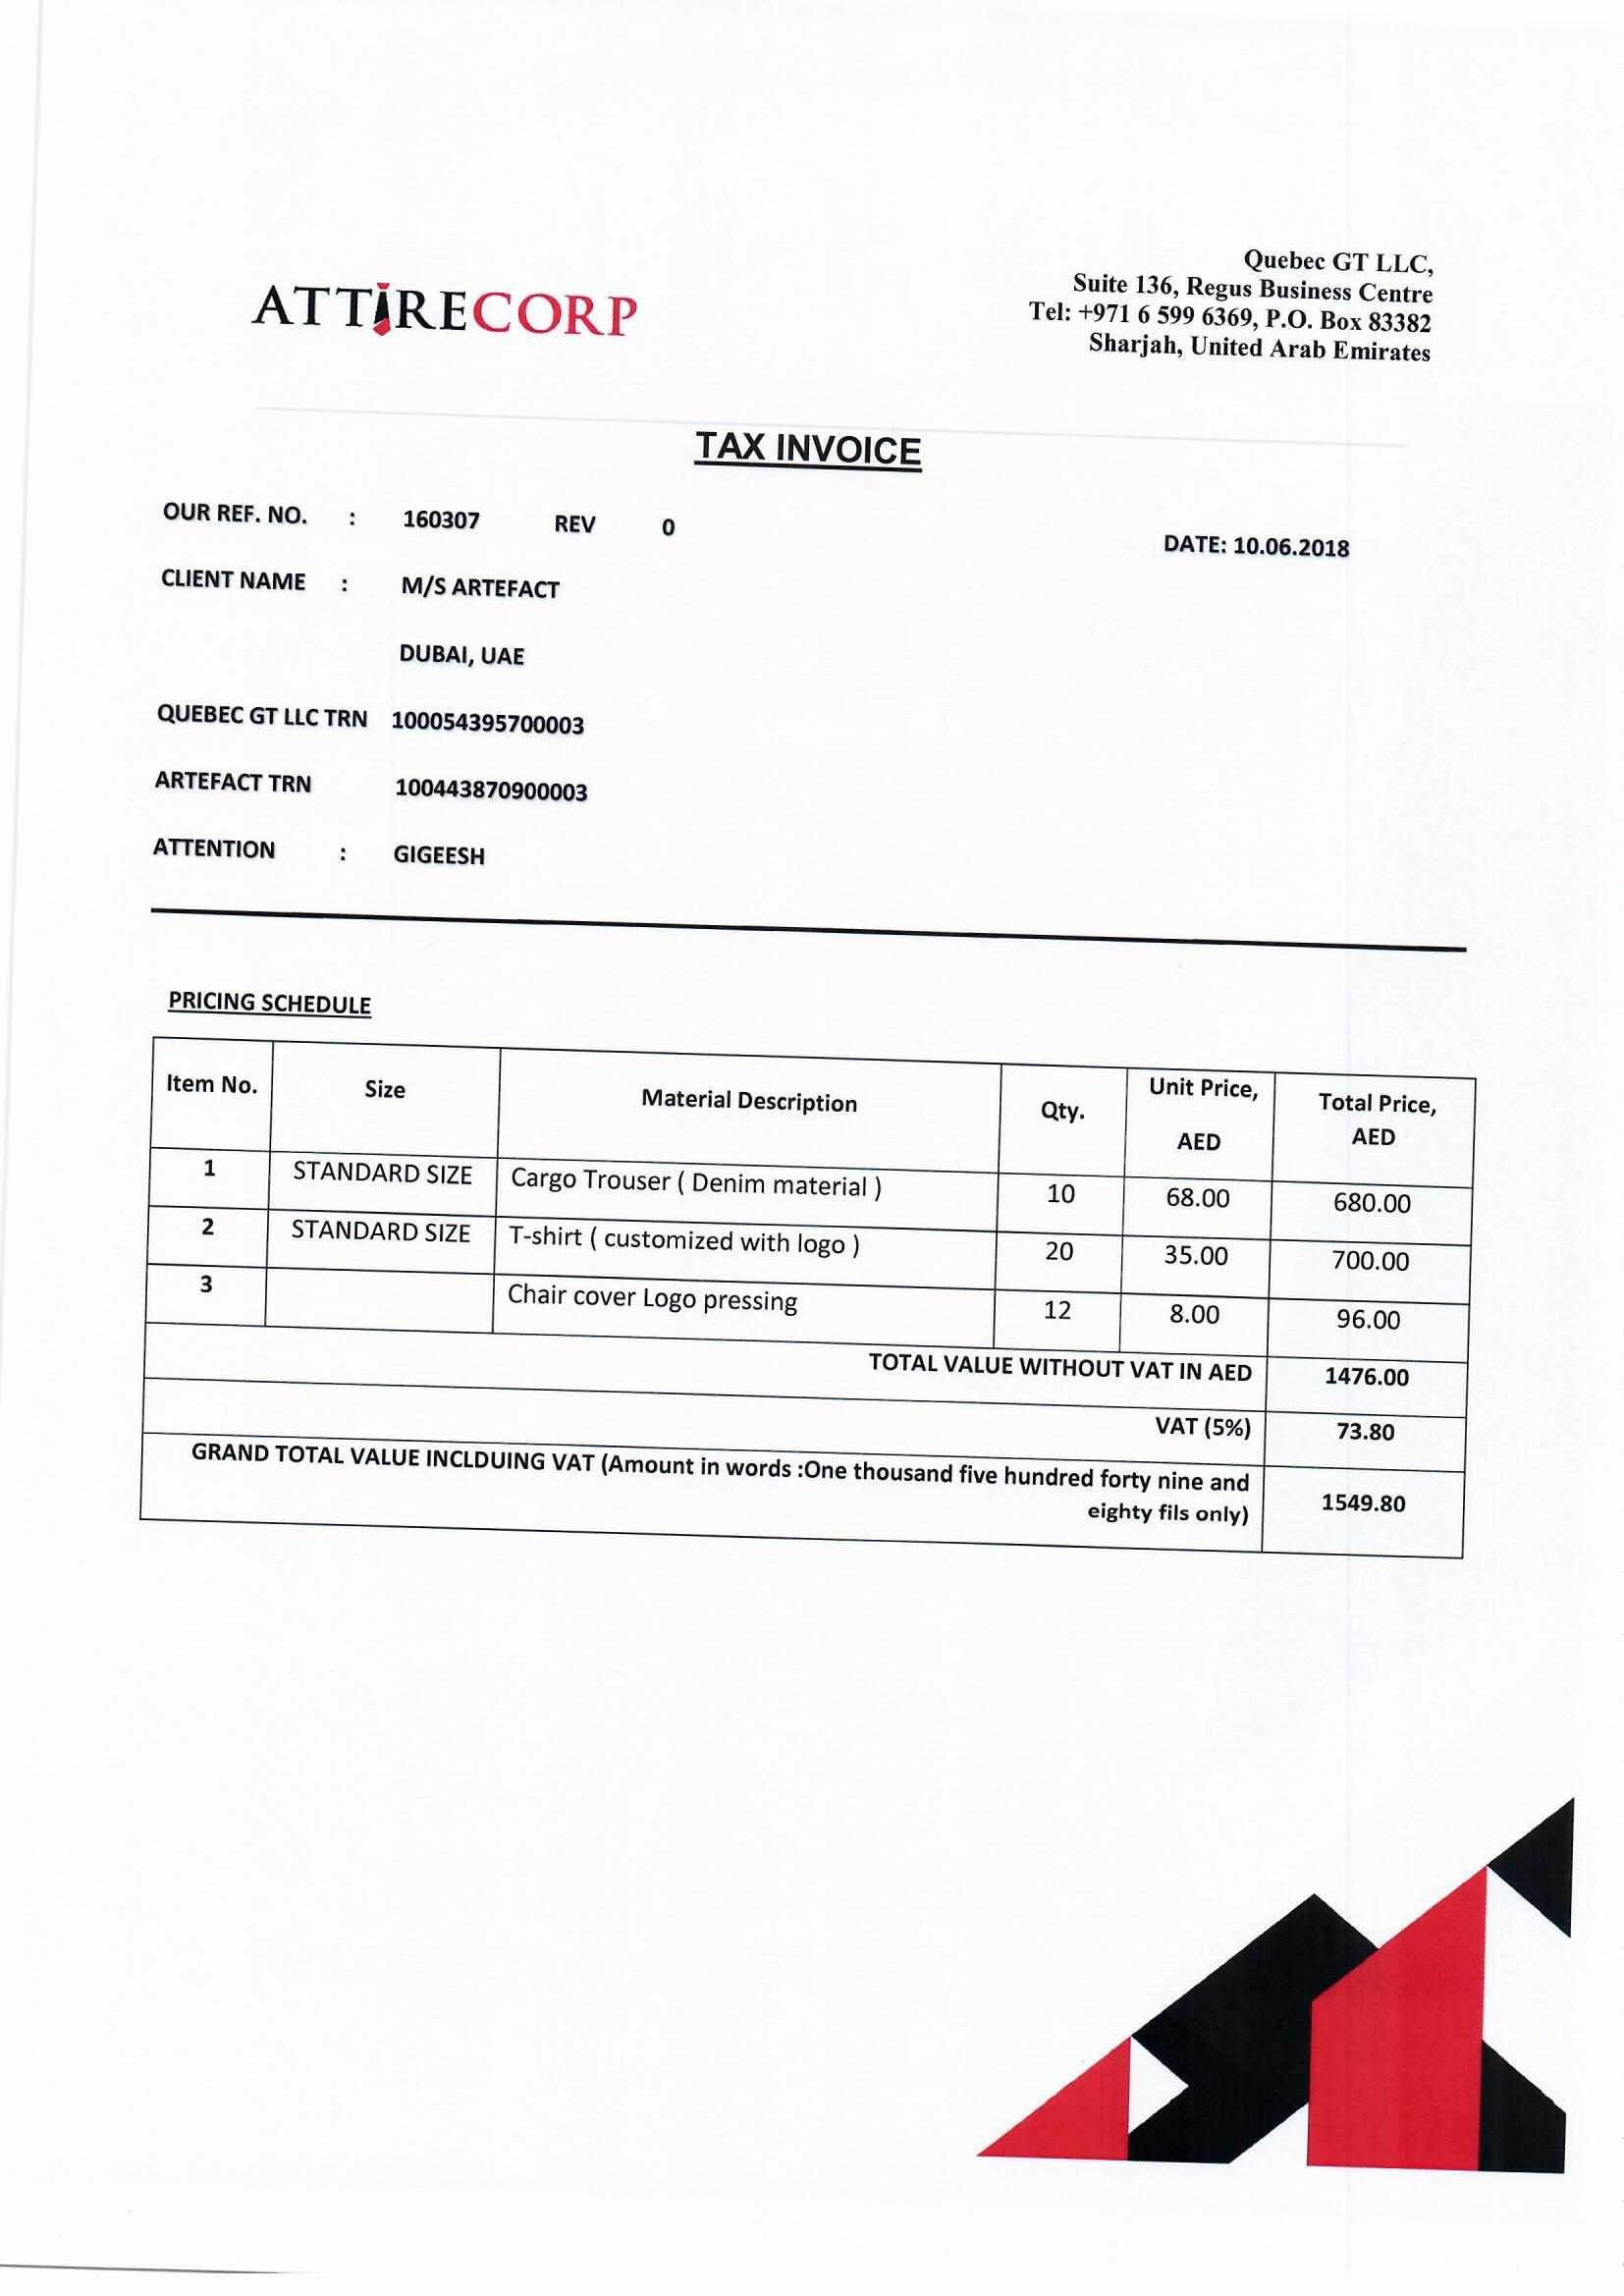 ATTIRECORP
Quebec GT LLC,
Suite 136, Regus Business Centre
Tel: +971 6 599 6369, P.O. Box 83382
Sharjah, United Arab Emirates
TAX INVOICE
OUR REF. NO. : 160307 REV 0
DATE: 10.06.2018
CLIENT NAME : M/S ARTEFACT
DUBAI, UAE
QUEBEC GT LLC TRN 100054395700003
ARTEFACT TRN 100443870900003
ATTENTION : GIGEESH
PRICING SCHEDULE
Item No. Size Material Description Qty. Unit Price, AED Total Price, AED
1 STANDARD SIZE Cargo Trouser ( Denim material ) 10 68.00 680.00
2 STANDARD SIZE T-shirt ( customized with logo ) 20 35.00 700.00
3 Chair cover Logo pressing 12 8.00 96.00
TOTAL VALUE WITHOUT VAT IN AED 1476.00
VAT (5%) 73.80
GRAND TOTAL VALUE INCLDUING VAT (Amount in words :One thousand five hundred forty nine and
eighty fils only) 1549.80